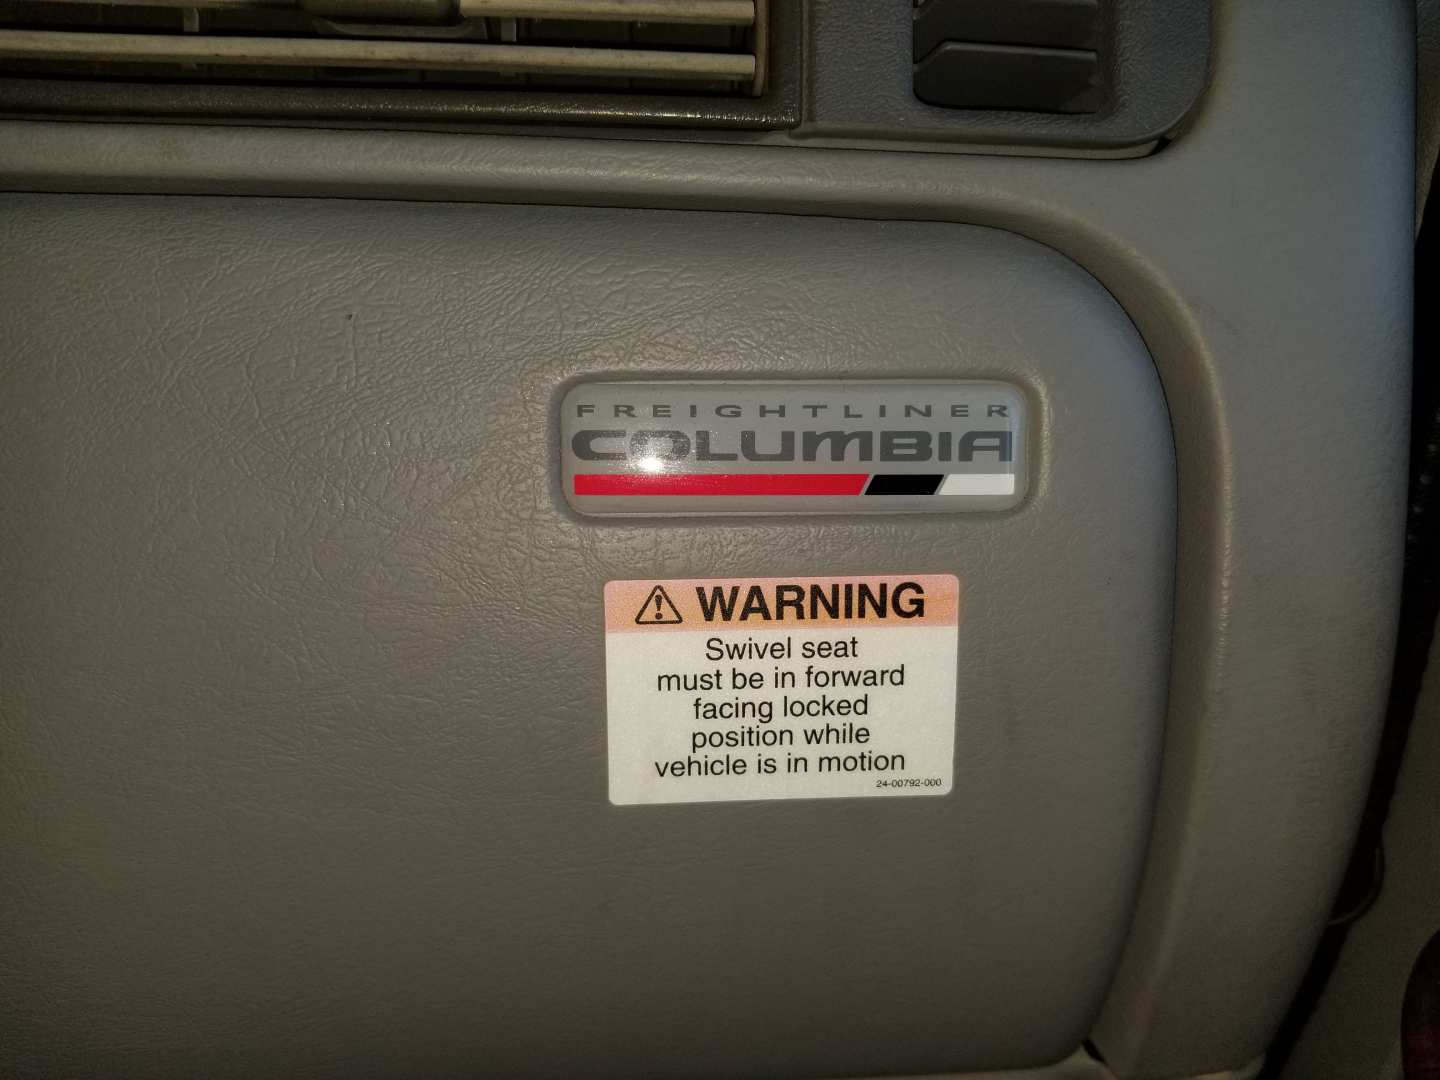 FREIGHTLINER
COLUMBIA
WARNING
Swivel seat
must be in forward
facing locked
position while
vehicle is in motion
24-00792-000